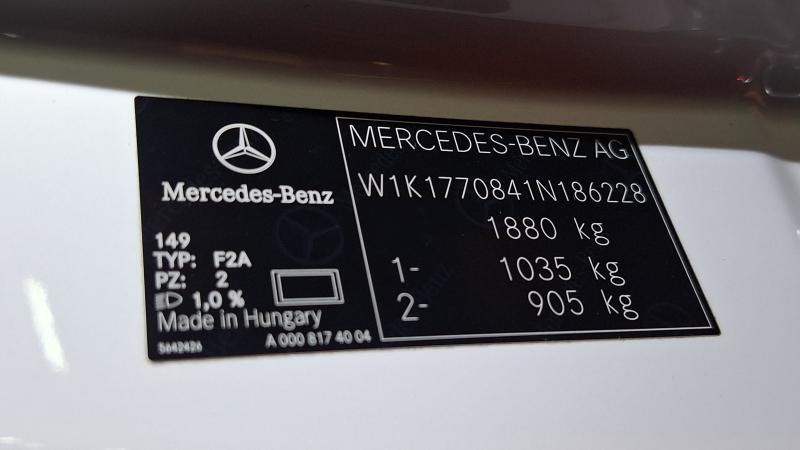 Mercedes-Benz
149
TYP: F2A
PZ: 2
1,0 %
Made in Hungary
5642426
A 000 817 40 04
MERCEDES-BENZ AG
W1K1770841N186228
1880 kg
1- 1035 kg
2- 905 kg